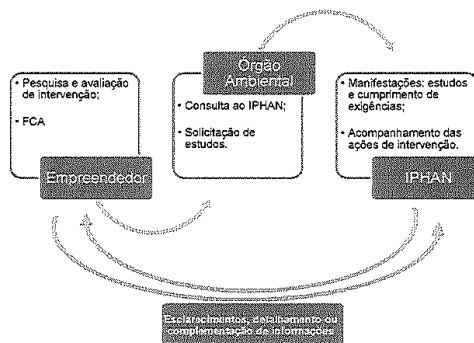 Órgão
Ambiental
• Pesquisa e avaliação
de intervenção;
• FCA
Empreendedor
• Consulta ao IPHAN;
• Solicitação de
estudos.
• Manifestações: estudos
e cumprimento de
exigências;
• Acompanhamento das
ações de intervenção.
IPHAN
Esclarecimentos, detalhamento ou
complementação de informações